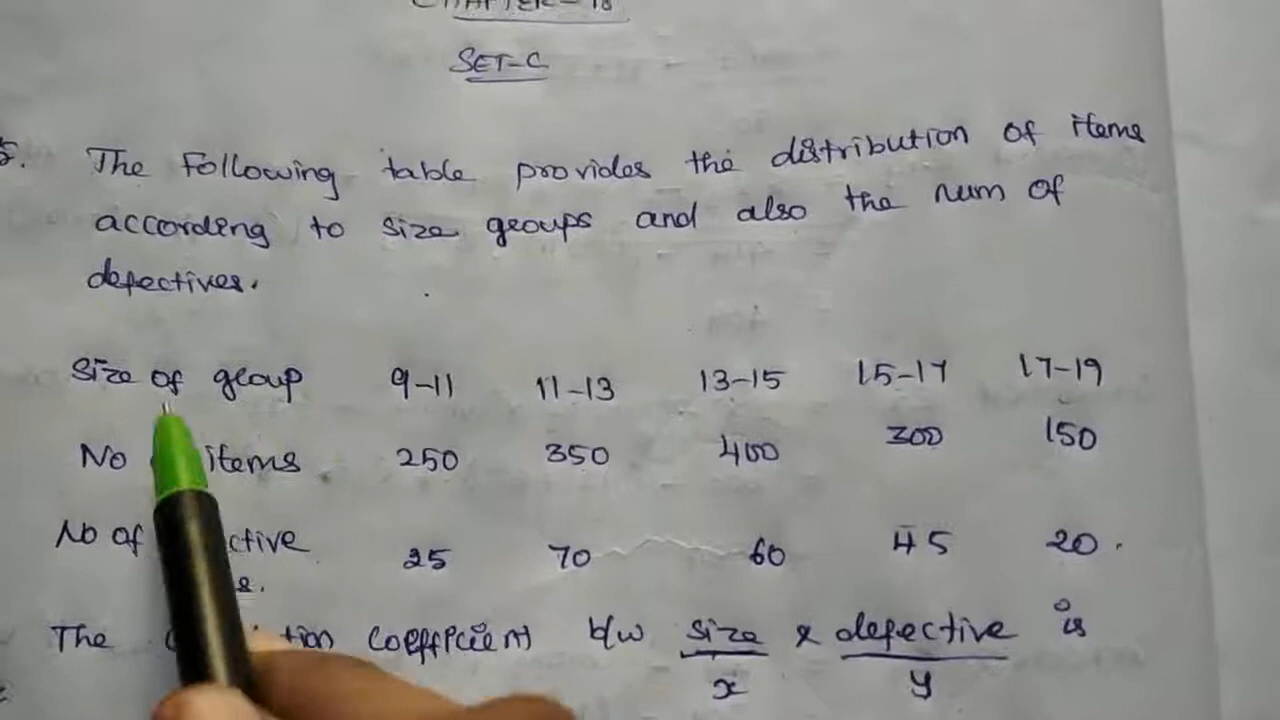 SET-C
The following table provides the distribution of items
according to size groups and also the num of
defectives.
Size of group 9-11 11-13 13-15 15-17 17-19
No items 250 350 400 300 150
No of 25 70 60 45 20.
The coefficient b/w size & defective is
x y